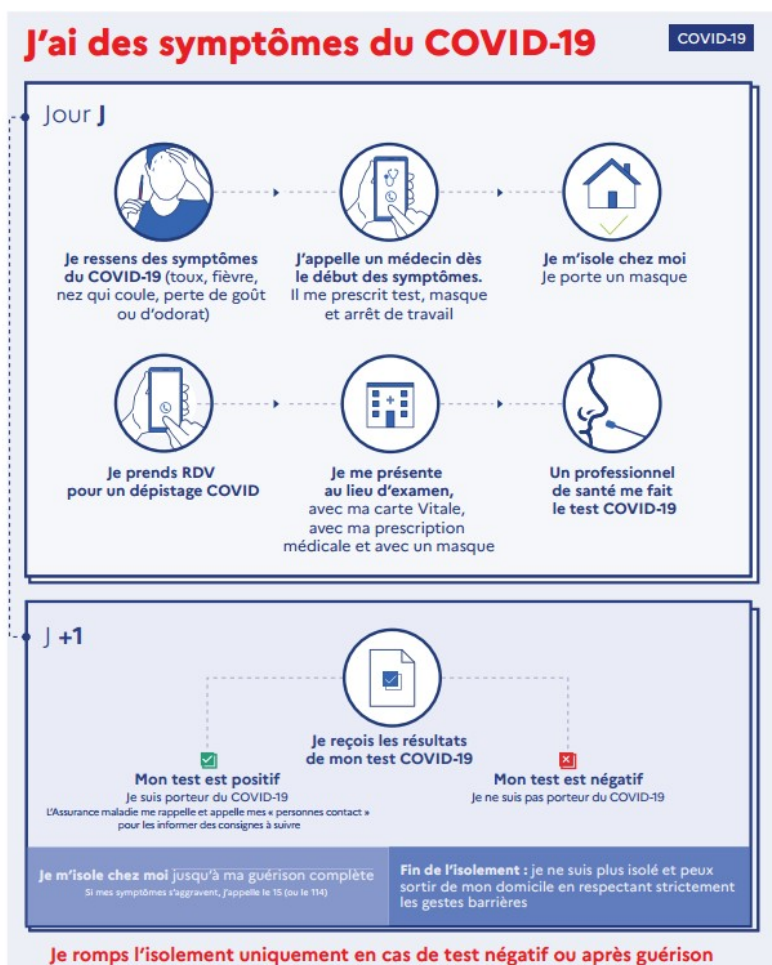 J’ai des symptômes du COVID-19
COVID-19
Jour J
Je ressens des symptômes
du COVID-19 (toux, fièvre,
nez qui coule, perte de goût
ou d’odorat)
J’appelle un médecin dès
le début des symptômes.
Il me prescrit test, masque
et arrêt de travail
Je m’isole chez moi
Je porte un masque
Je prends RDV
pour un dépistage COVID
Je me présente
au lieu d’examen,
avec ma carte Vitale,
avec ma prescription
médicale et avec un masque
Un professionnel
de santé me fait
le test COVID-19
J +1
Je reçois les résultats
de mon test COVID-19
Mon test est positif
Je suis porteur du COVID-19
L’Assurance maladie me rappelle et appelle mes « personnes contact »
pour les informer des consignes à suivre
Mon test est négatif
Je ne suis pas porteur du COVID-19
Je m’isole chez moi jusqu’à ma guérison complète
Si mes symptômes s’aggravent, j’appelle le 15 (ou le 114)
Fin de l’isolement : je ne suis plus isolé et peux
sortir de mon domicile en respectant strictement
les gestes barrières
Je romps l’isolement uniquement en cas de test négatif ou après guérison